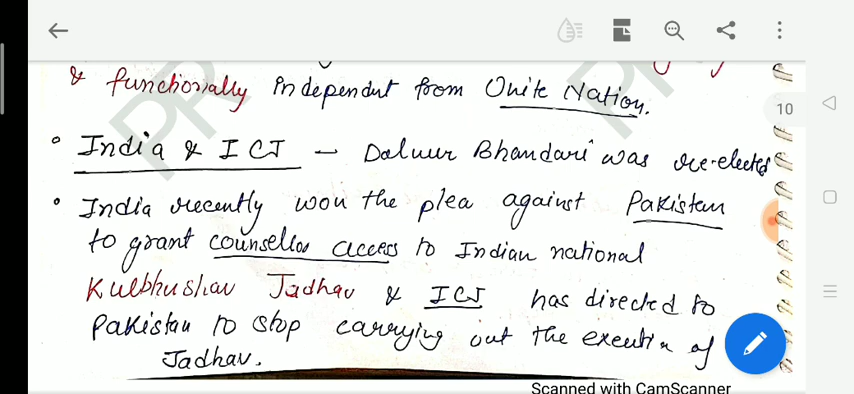 & functionally independent from Unite Nation.
10
• India & ICJ – Dalveer Bhandari was re-elected
• India recently won the plea against Pakistan
to grant counsellor access to Indian national
Kulbhushav Jadhav & ICJ has directed to
Pakistan to stop carrying out the execution of
Jadhav.
Scanned with CamScanner